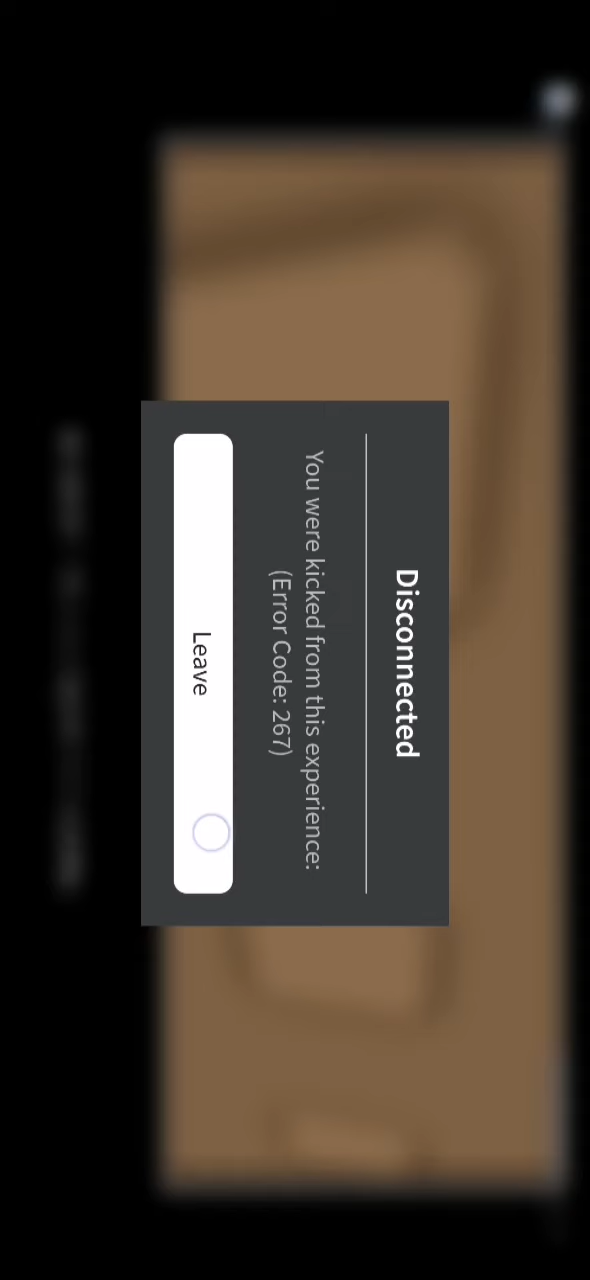 Disconnected
You were kicked from this experience:
(Error Code: 267)
Leave